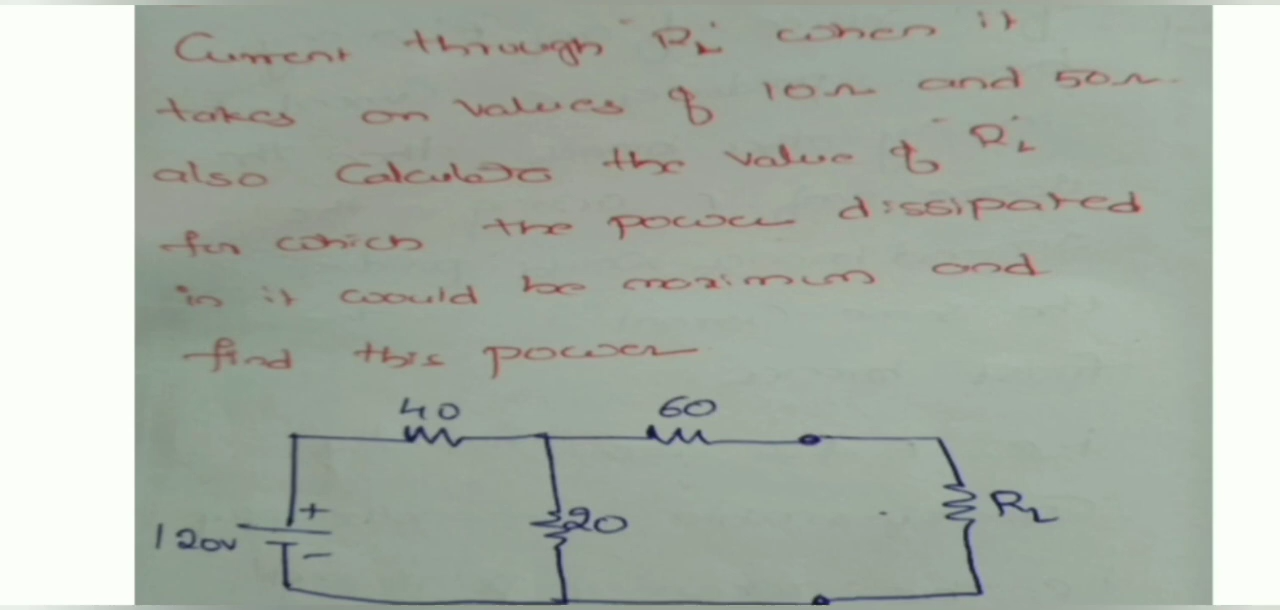 Current through RL when it
takes on values of 10Ω and 50Ω
also Calculate the value of RL
for which the power dissipated
in it would be maximum and
find this power
40 60
+
120v 20 RL
−